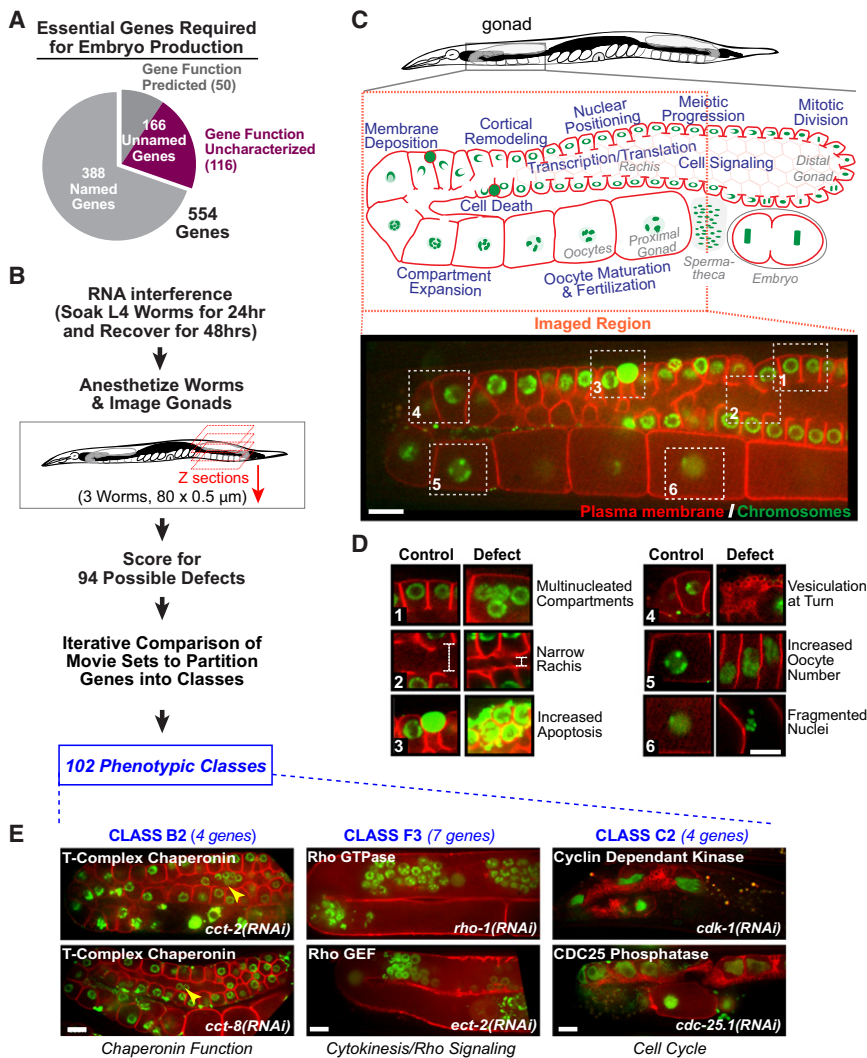 A
Essential Genes Required
for Embryo Production
Gene Function
Predicted (50)
166
Unnamed
Genes
Gene Function
Uncharacterized
(116)
388
Named
Genes
554
Genes
B
RNA interference
(Soak L4 Worms for 24hr
and Recover for 48hrs)
Anesthetize Worms
& Image Gonads
Z sections
(3 Worms, 80 x 0.5 µm)
Score for
94 Possible Defects
Iterative Comparison of
Movie Sets to Partition
Genes into Classes
102 Phenotypic Classes
C
gonad
Membrane
Deposition
Cortical
Remodeling
Nuclear
Positioning
Meiotic
Progression
Mitotic
Division
Transcription/Translation
Rachis
Cell Signaling
Distal
Gonad
Cell Death
Compartment
Expansion
Oocytes
Proximal
Gonad
Oocyte Maturation
& Fertilization
Sperma-
theca
Embryo
Imaged Region
1
2
3
4
5
6
Plasma membrane / Chromosomes
D
Control Defect
1
Multinucleated
Compartments
2
Narrow
Rachis
3
Increased
Apoptosis
Control Defect
4
Vesiculation
at Turn
5
Increased
Oocyte
Number
6
Fragmented
Nuclei
E
CLASS B2 (4 genes)
T-Complex Chaperonin
cct-2(RNAi)
T-Complex Chaperonin
cct-8(RNAi)
Chaperonin Function
CLASS F3 (7 genes)
Rho GTPase
rho-1(RNAi)
Rho GEF
ect-2(RNAi)
Cytokinesis/Rho Signaling
CLASS C2 (4 genes)
Cyclin Dependant Kinase
cdk-1(RNAi)
CDC25 Phosphatase
cdc-25.1(RNAi)
Cell Cycle